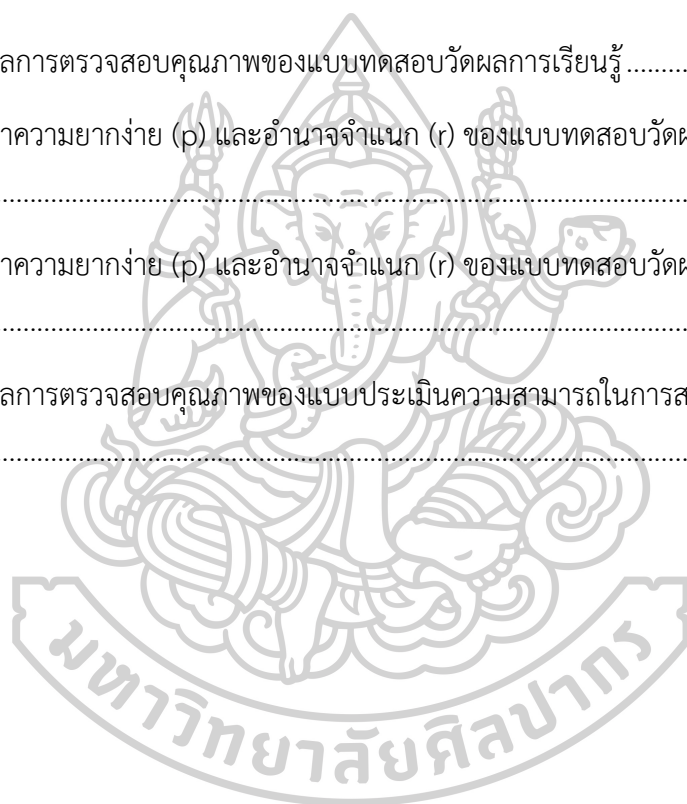 ลการตรวจสอบคุณภาพของแบบทดสอบวัดผลการเรียนรู้.........
าความยากง่าย (p) และอำนาจจำแนก (r) ของแบบทดสอบวัดผ
....................................................................................................
าความยากง่าย (p) และอำนาจจำแนก (r) ของแบบทดสอบวัดผ
....................................................................................................
ลการตรวจสอบคุณภาพของแบบประเมินความสามารถในการส
....................................................................................................
มหาวิทยาลัยศิลปากร